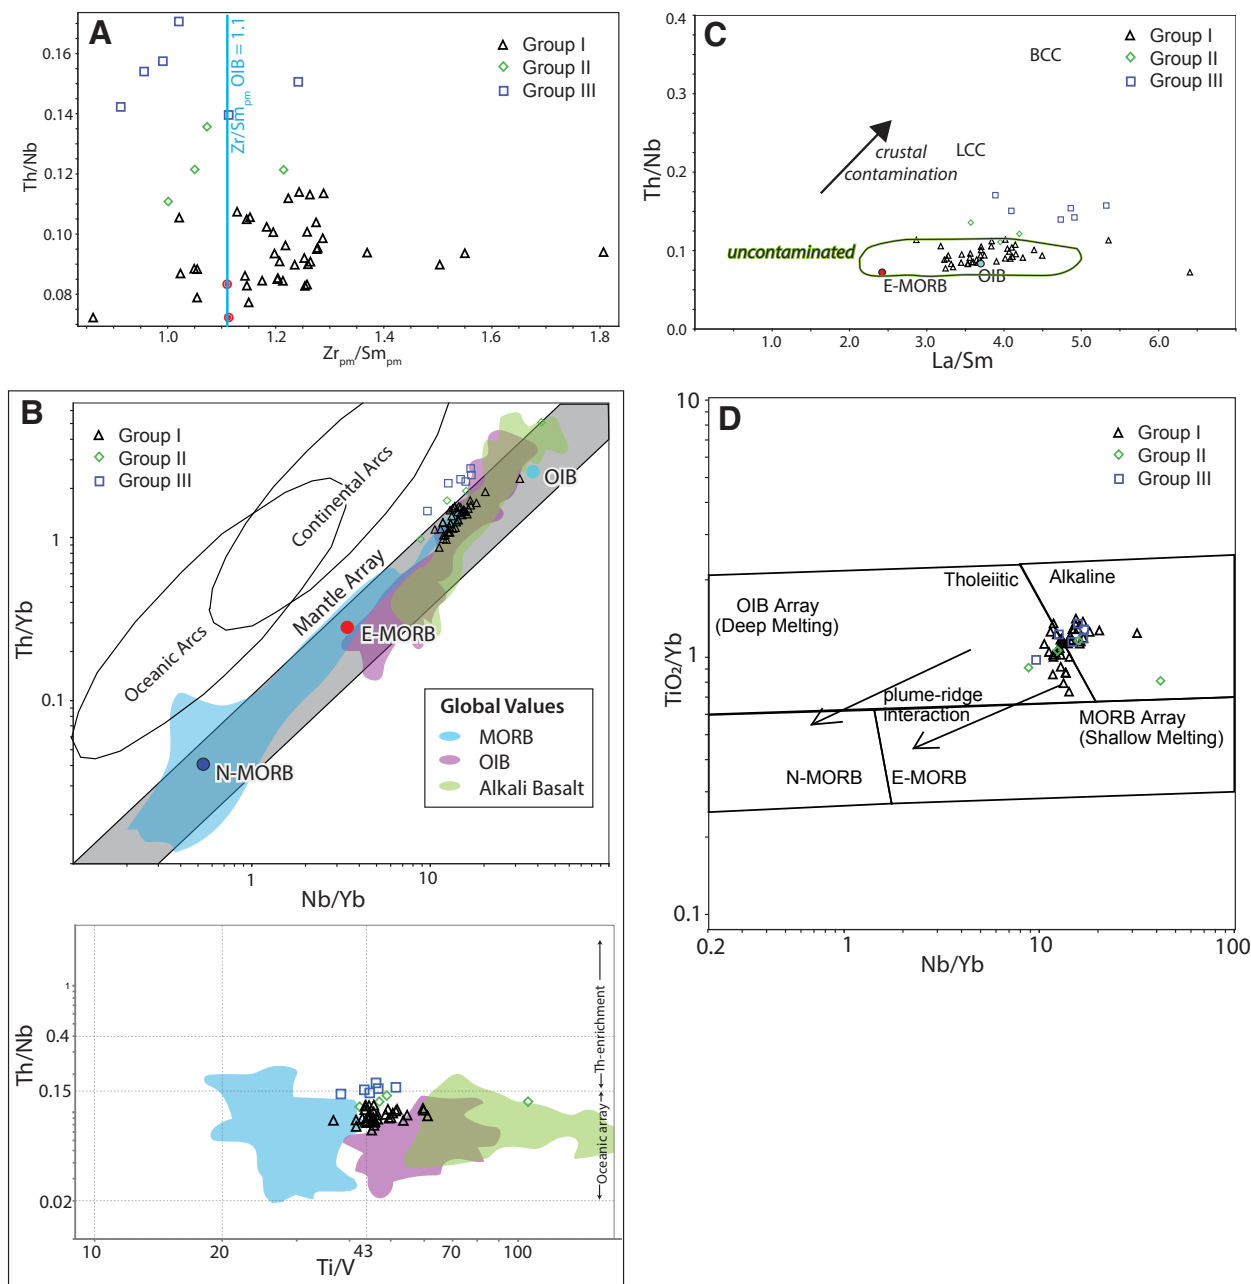 A
Group I
Group II
Group III
Zr/Sm pm OIB = 1.1
0.16
0.14
0.12
0.10
0.08
Th/Nb
1.0
1.2
1.4
1.6
1.8
Zr pm/Sm pm
C
Group I
Group II
Group III
BCC
LCC
crustal
contamination
uncontaminated
E-MORB
OIB
0.4
0.3
0.2
0.1
0.0
Th/Nb
1.0
2.0
3.0
4.0
5.0
6.0
La/Sm
B
Group I
Group II
Group III
Continental Arcs
Oceanic Arcs
Mantle Array
OIB
E-MORB
N-MORB
Global Values
MORB
OIB
Alkali Basalt
1
0.1
Th/Yb
1
10
Nb/Yb
1
0.4
0.15
0.02
Th/Nb
Th-enrichment
Oceanic array
10
20
43
70
100
Ti/V
D
Group I
Group II
Group III
Tholeiitic
Alkaline
OIB Array
(Deep Melting)
plume-ridge
interaction
MORB Array
(Shallow Melting)
N-MORB
E-MORB
10
1
0.1
TiO₂/Yb
0.2
1
10
100
Nb/Yb